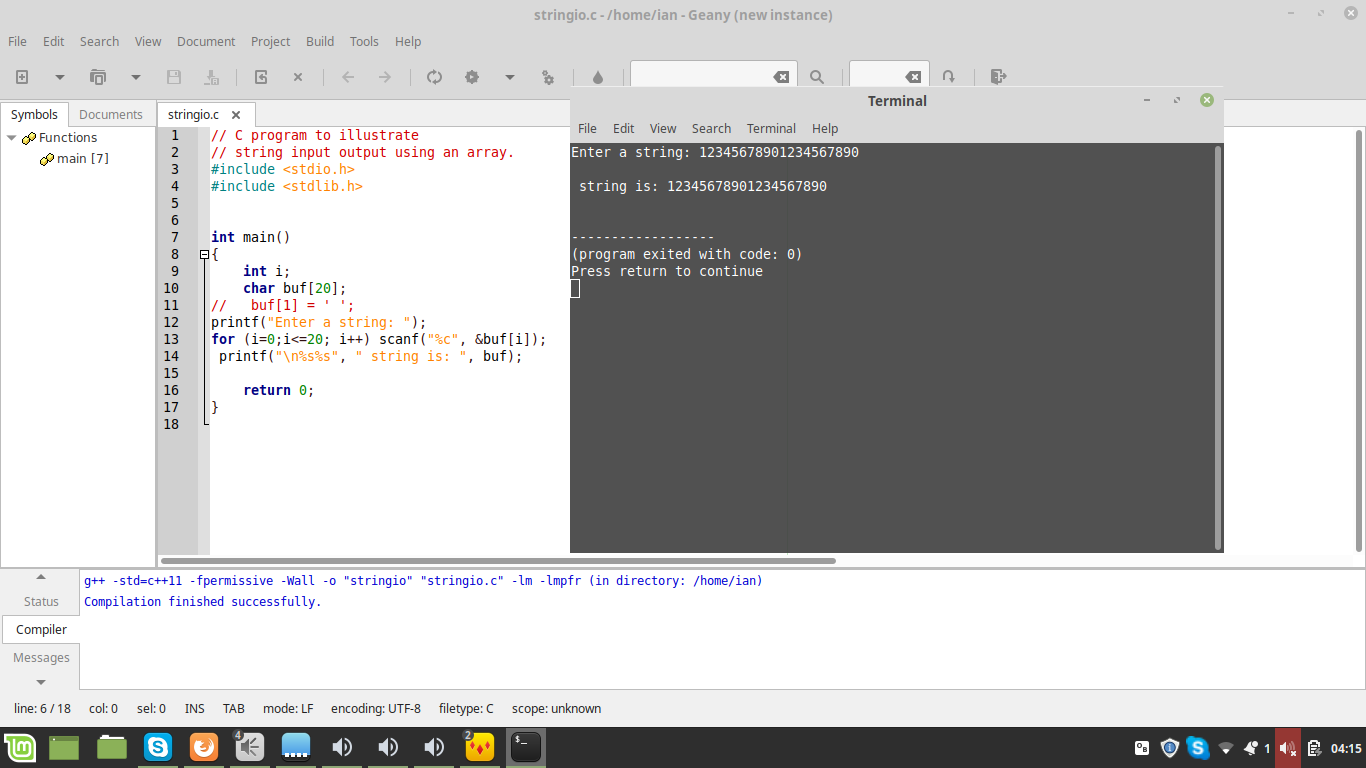 stringio.c - /home/ian - Geany (new instance)
File Edit Search View Document Project Build Tools Help
Symbols Documents
stringio.c
Functions
main [7]
1 // C program to illustrate
2 // string input output using an array.
3 #include <stdio.h>
4 #include <stdlib.h>
5
6
7 int main()
8 {
9 int i;
10 char buf[20];
11 // buf[1] = ' ';
12 printf("Enter a string: ");
13 for (i=0;i<=20; i++) scanf("%c", &buf[i]);
14 printf("\n%s%s", " string is: ", buf);
15
16 return 0;
17 }
18
Terminal
File Edit View Search Terminal Help
Enter a string: 12345678901234567890
string is: 12345678901234567890
------------------
(program exited with code: 0)
Press return to continue
Status
Compiler
Messages
g++ -std=c++11 -fpermissive -Wall -o "stringio" "stringio.c" -lm -lmpfr (in directory: /home/ian)
Compilation finished successfully.
line: 6 / 18 col: 0 sel: 0 INS TAB mode: LF encoding: UTF-8 filetype: C scope: unknown
4 2 1 04:15